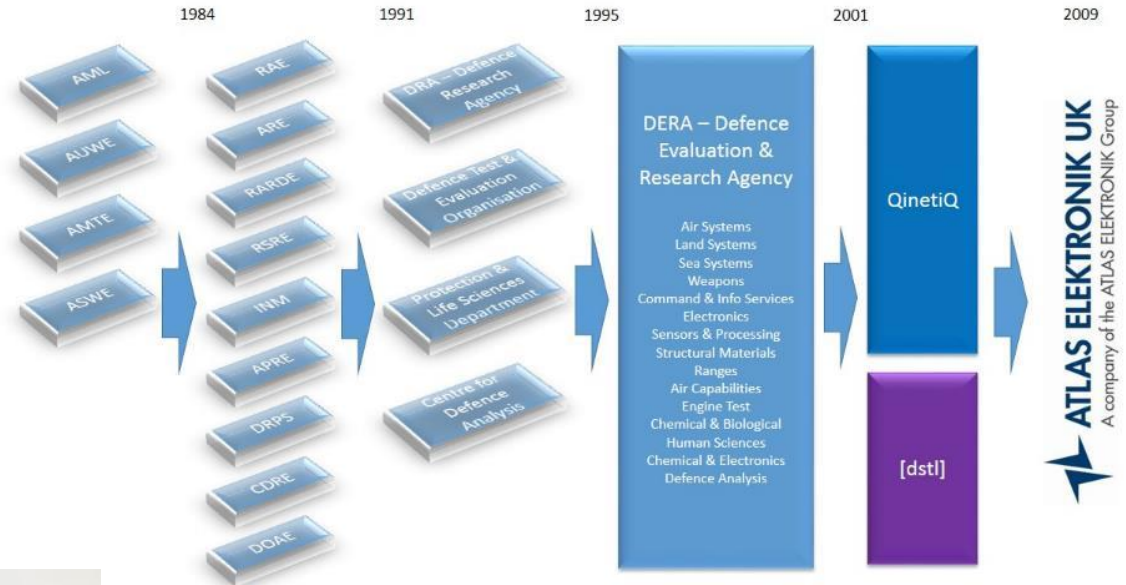 1984
1991
1995
2001
2009
AML
AUWE
AMTE
ASWE
RAE
ARE
RARDE
RSRE
INM
APRE
DRPS
CDRE
DOAE
DRA – Defence
Research
Agency
Defence Test &
Evaluation
Organisation
Protection &
Life Sciences
Department
Centre for
Defence
Analysis
DERA – Defence
Evaluation &
Research Agency
Air Systems
Land Systems
Sea Systems
Weapons
Command & Info Services
Electronics
Sensors & Processing
Structural Materials
Ranges
Air Capabilities
Engine Test
Chemical & Biological
Human Sciences
Chemical & Electronics
Defence Analysis
QinetiQ
[dstl]
ATLAS ELEKTRONIK UK
A company of the ATLAS ELEKTRONIK Group